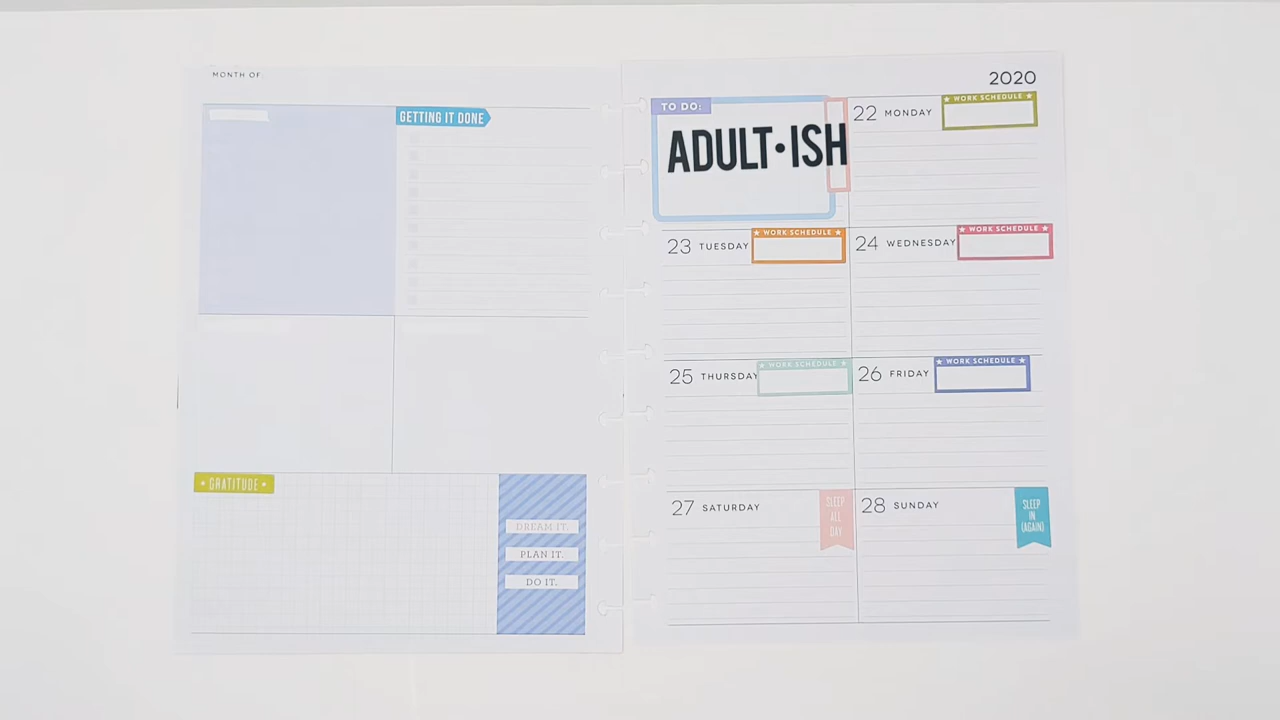 MONTH OF
GETTING IT DONE
GRATITUDE
DREAM IT.
PLAN IT.
DO IT.
2020
TO DO:
ADULT•ISH
22 MONDAY
WORK SCHEDULE
23 TUESDAY
WORK SCHEDULE
24 WEDNESDAY
WORK SCHEDULE
25 THURSDAY
WORK SCHEDULE
26 FRIDAY
WORK SCHEDULE
27 SATURDAY
SLEEP
ALL
DAY
28 SUNDAY
SLEEP
IN
(AGAIN)